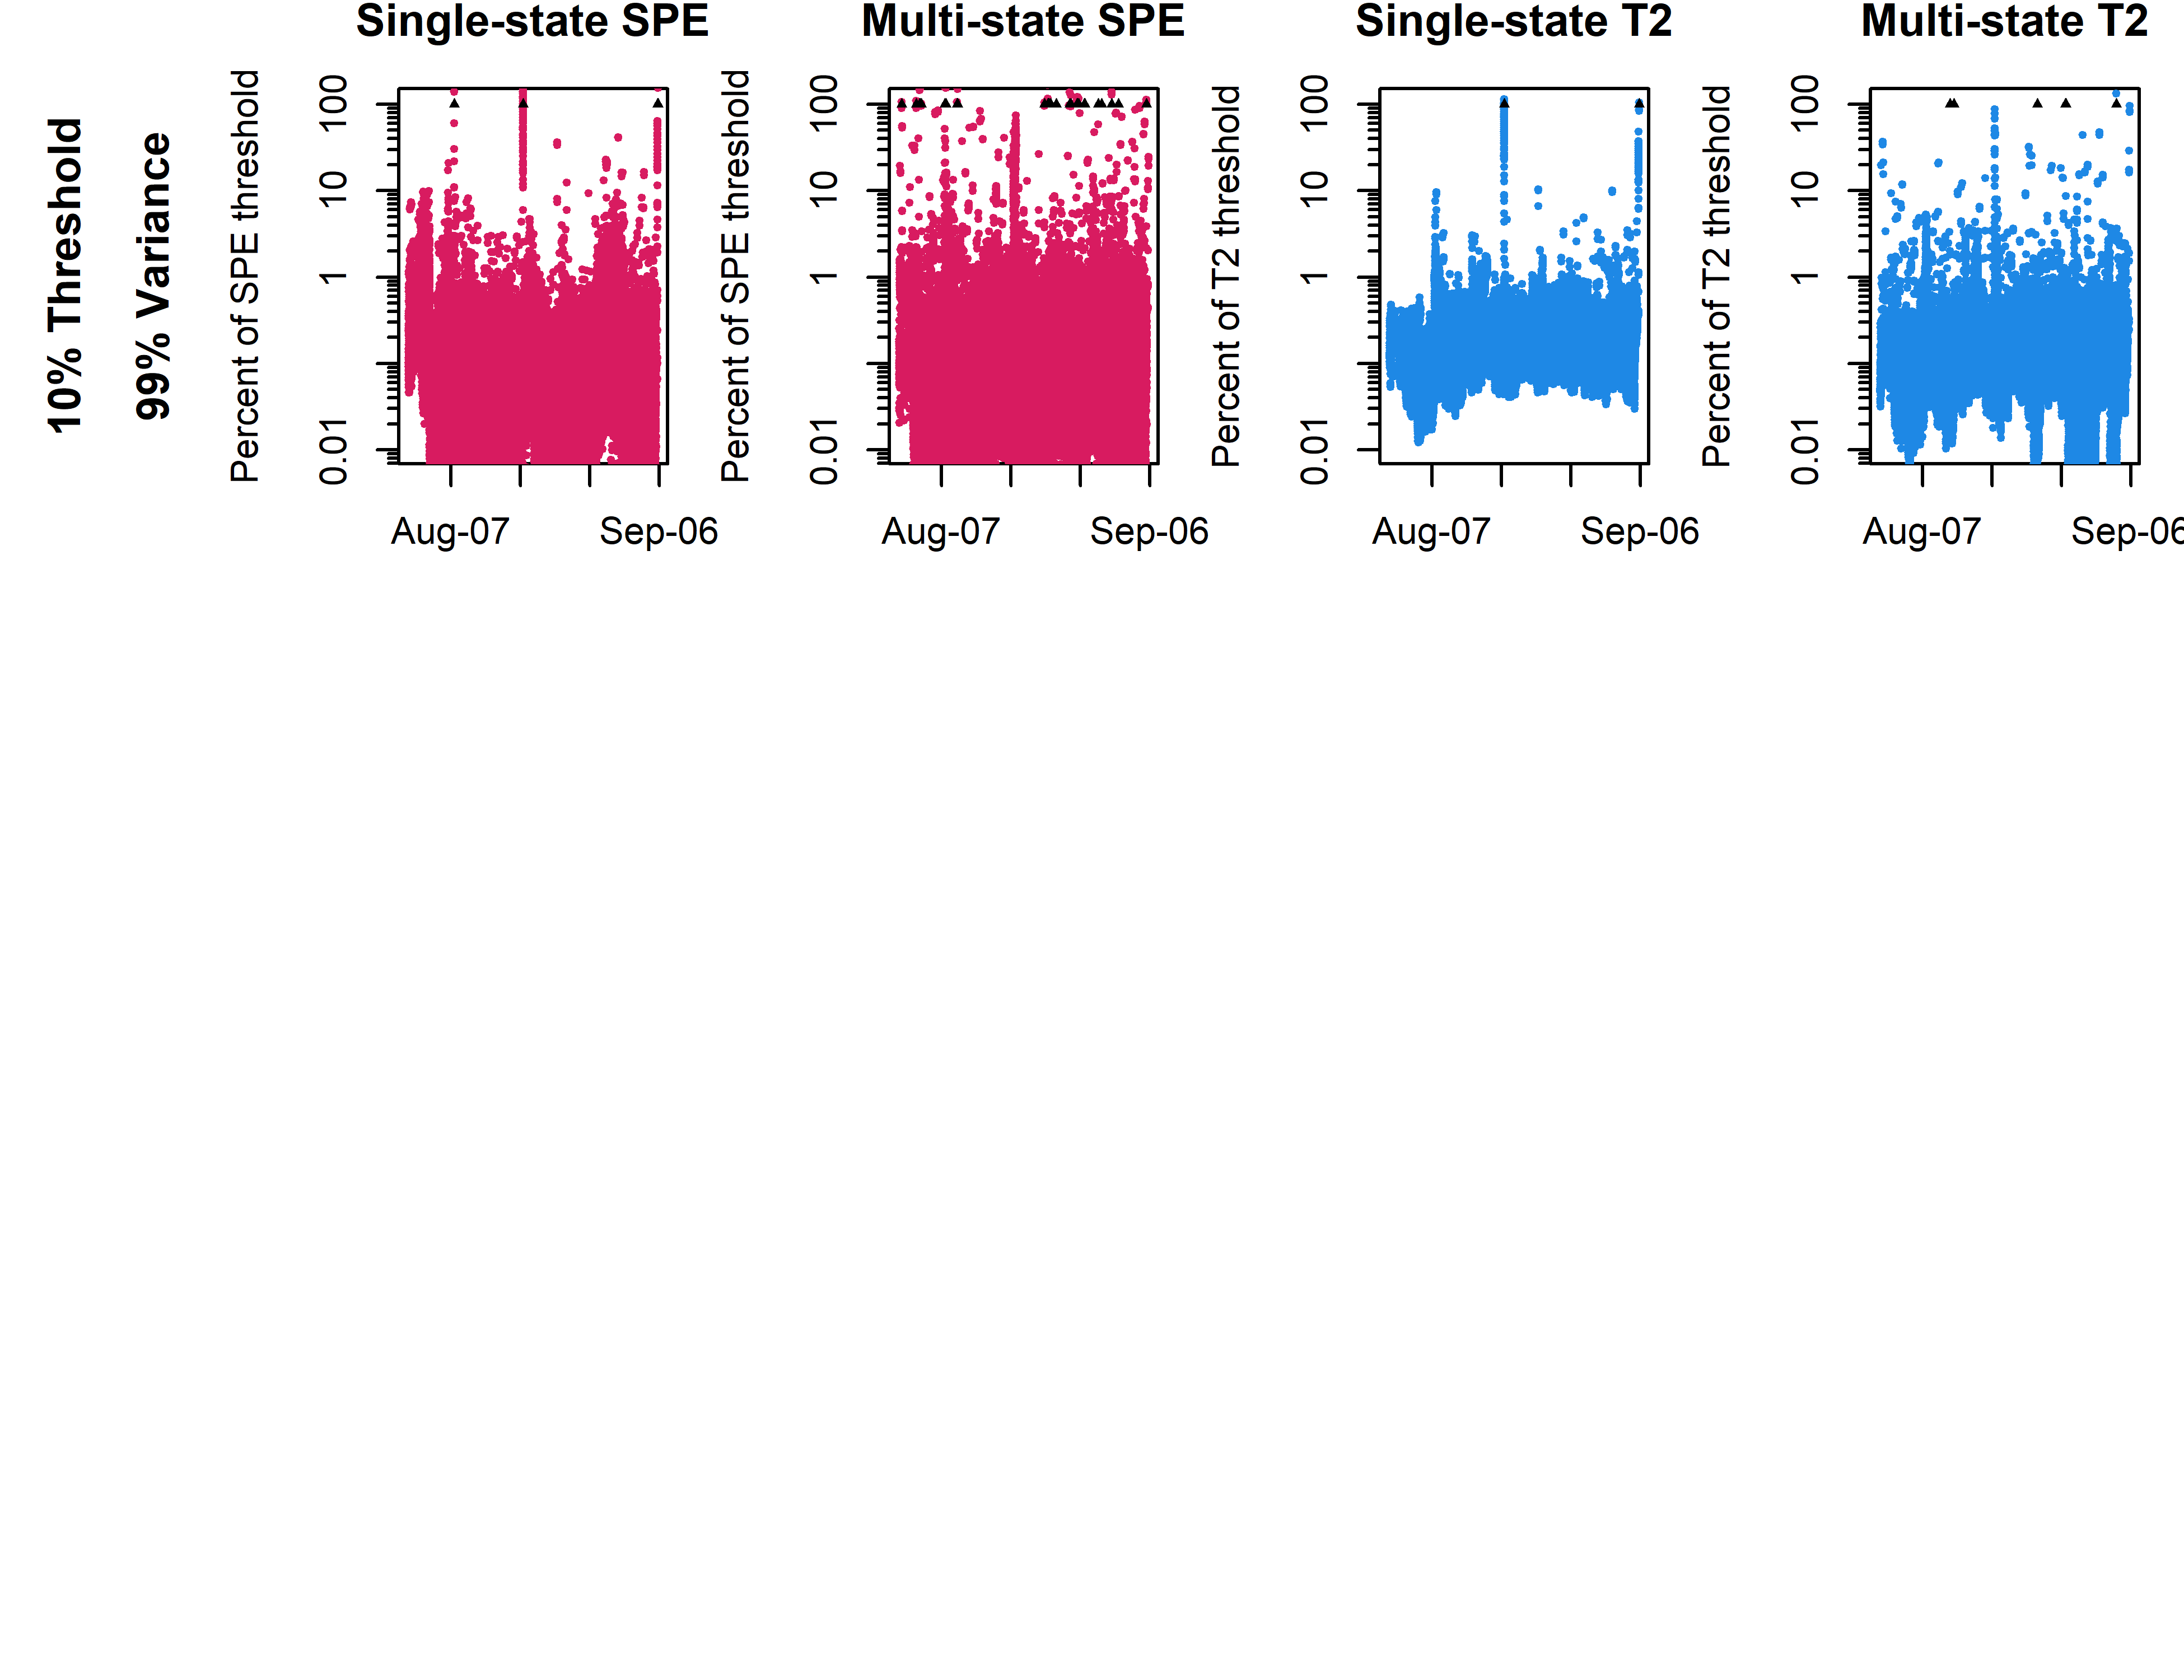 Single-state SPE
Multi-state SPE
Single-state T2
Multi-state T2
10% Threshold
99% Variance
Percent of SPE threshold
100
10
1
0.01
Aug-07
Sep-06
Percent of SPE threshold
100
10
1
0.01
Aug-07
Sep-06
Percent of T2 threshold
100
10
1
0.01
Aug-07
Sep-06
Percent of T2 threshold
100
10
1
0.01
Aug-07
Sep-06